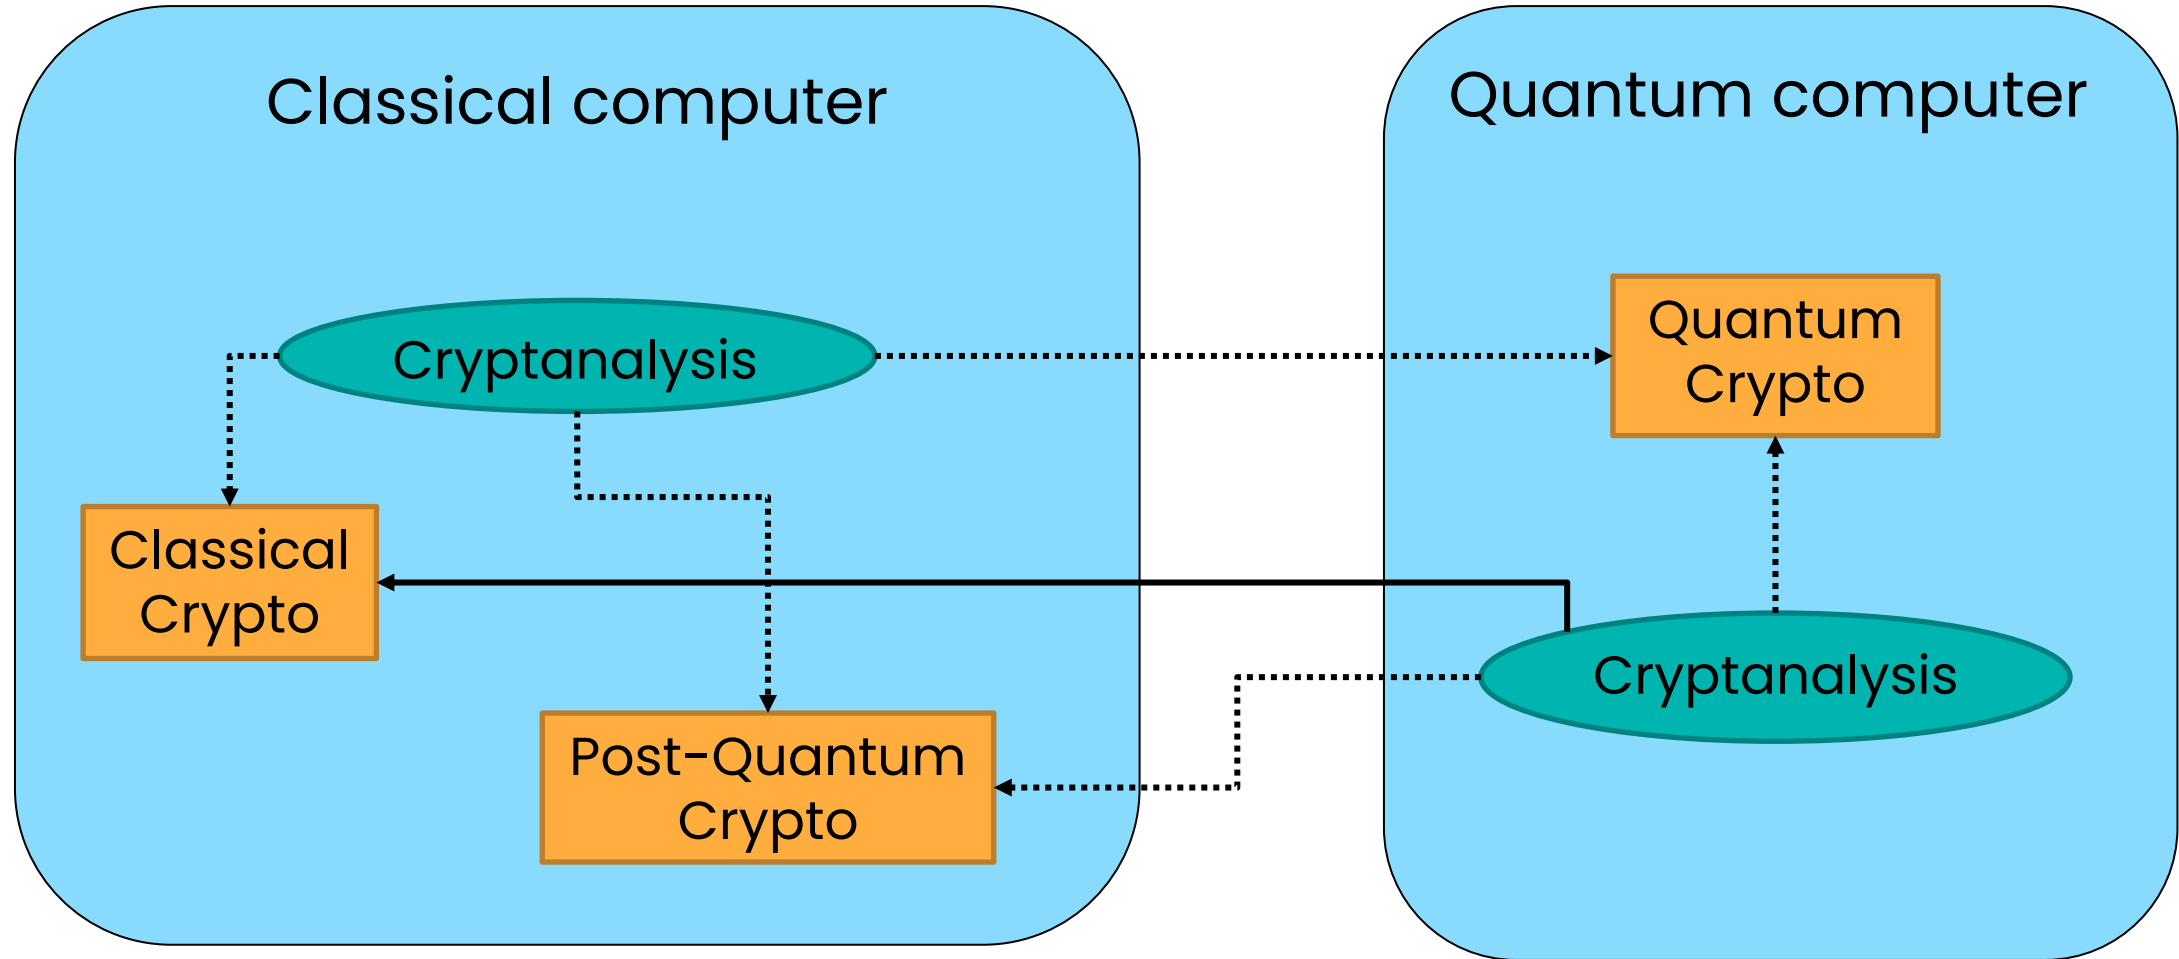 Classical computer
Cryptanalysis
Classical
Crypto
Post-Quantum
Crypto
Quantum computer
Quantum
Crypto
Cryptanalysis